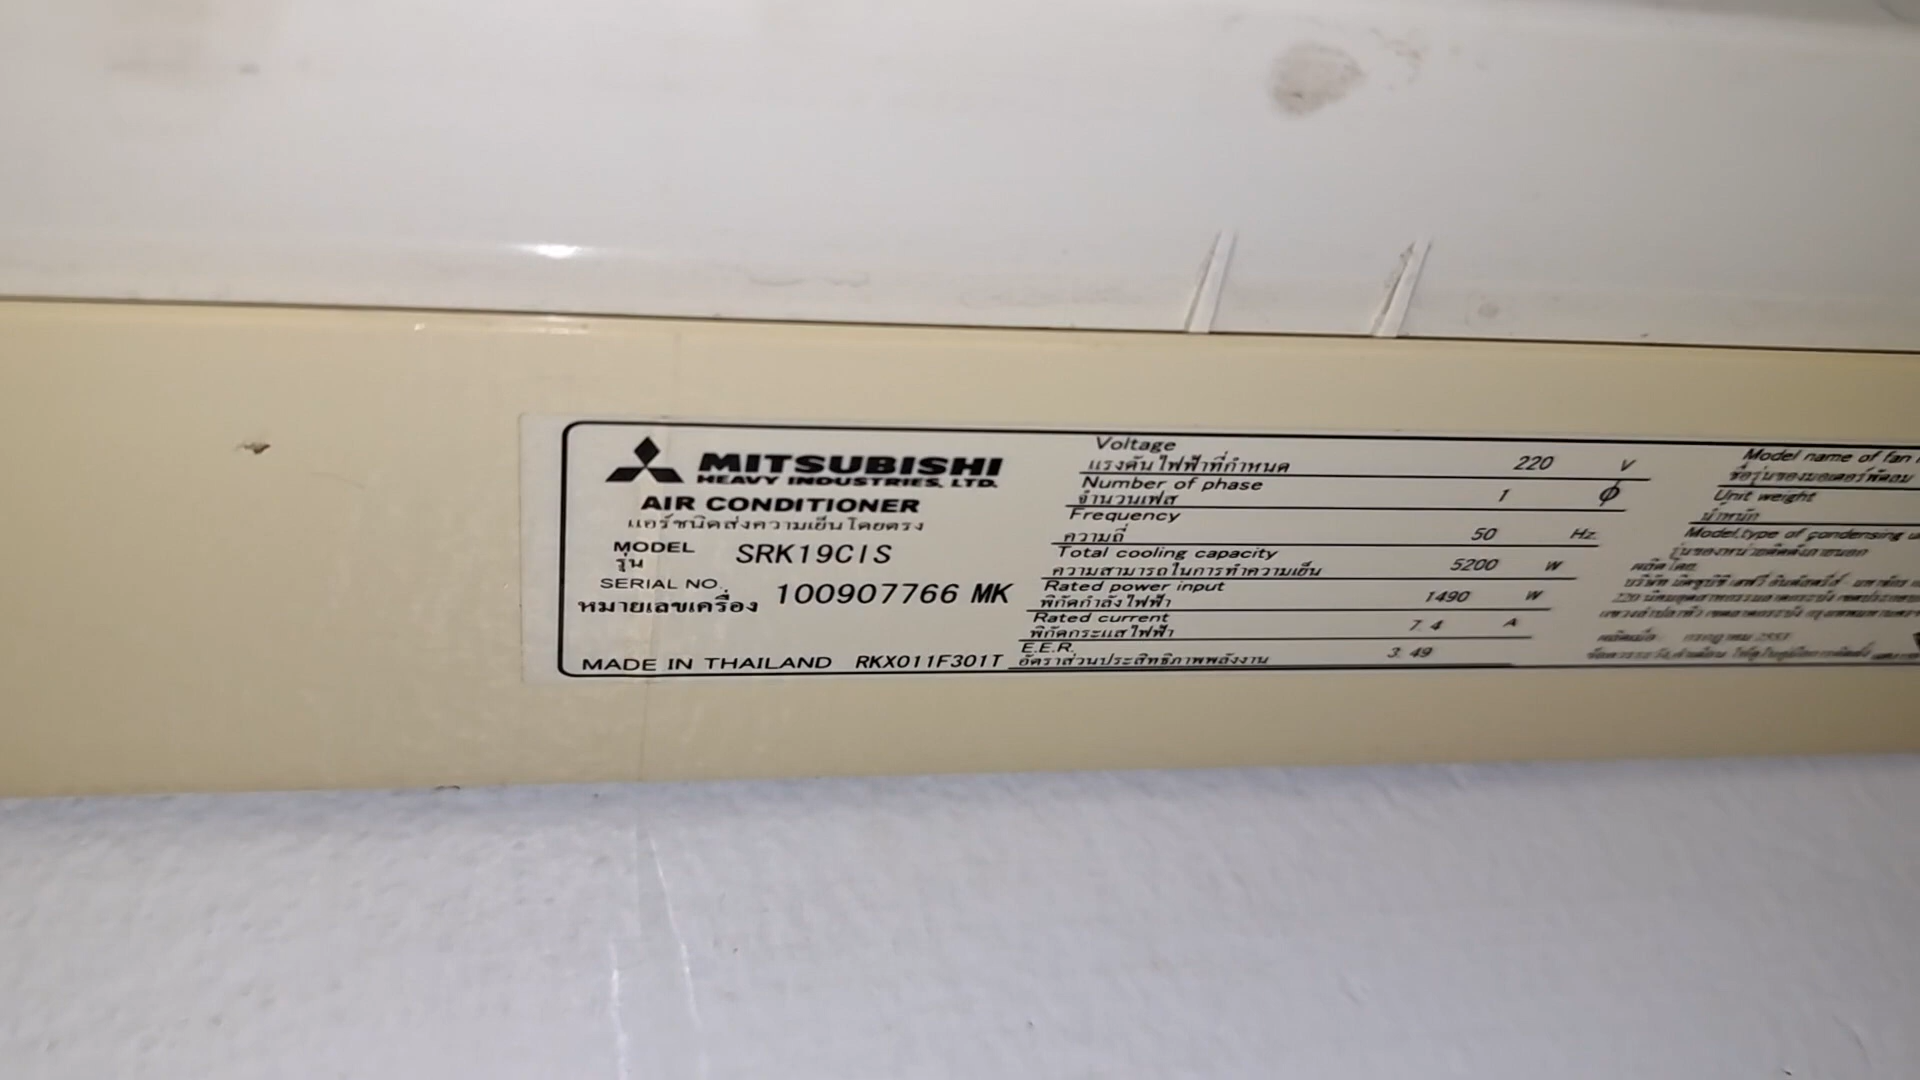 MITSUBISHI
HEAVY INDUSTRIES, LTD.
AIR CONDITIONER
แอร์ชนิดส่งความเย็นโดยตรง
MODEL
รุ่น
SRK19CIS
SERIAL NO.
หมายเลขเครื่อง
100907766 MK
MADE IN THAILAND RKX011F301T
Voltage
แรงดันไฟฟ้าที่กำหนด 220 V
Number of phase
จำนวนเฟส 1 ϕ
Frequency
ความถี่ 50 Hz
Total cooling capacity
ความสามารถในการทำความเย็น 5200 W
Rated power input
พิกัดกำลังไฟฟ้า 1490 W
Rated current
พิกัดกระแสไฟฟ้า 7.4 A
E.E.R.
อัตราส่วนประสิทธิภาพพลังงาน 3.49
Model name of fan
ชื่อรุ่นของมอเตอร์พัดลม
Unit weight
น้ำหนัก
Model,type of condensing
ผลิตโดย